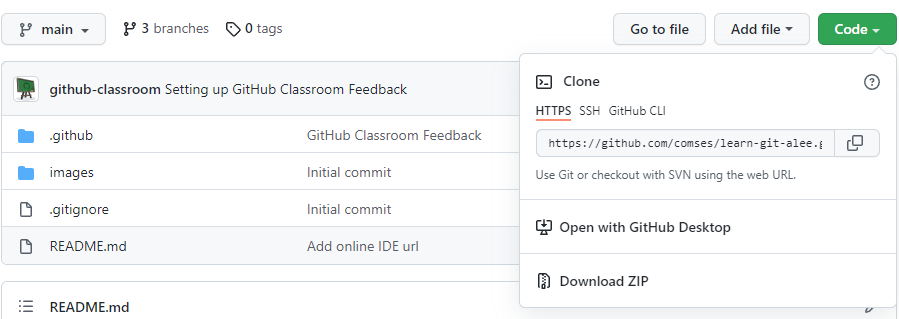 main 3 branches 0 tags Go to file Add file Code
github-classroom Setting up GitHub Classroom Feedback
.github GitHub Classroom Feedback
images Initial commit
.gitignore Initial commit
README.md Add online IDE url
README.md
Clone
HTTPS SSH GitHub CLI
https://github.com/comses/learn-git-alee.g
Use Git or checkout with SVN using the web URL.
Open with GitHub Desktop
Download ZIP